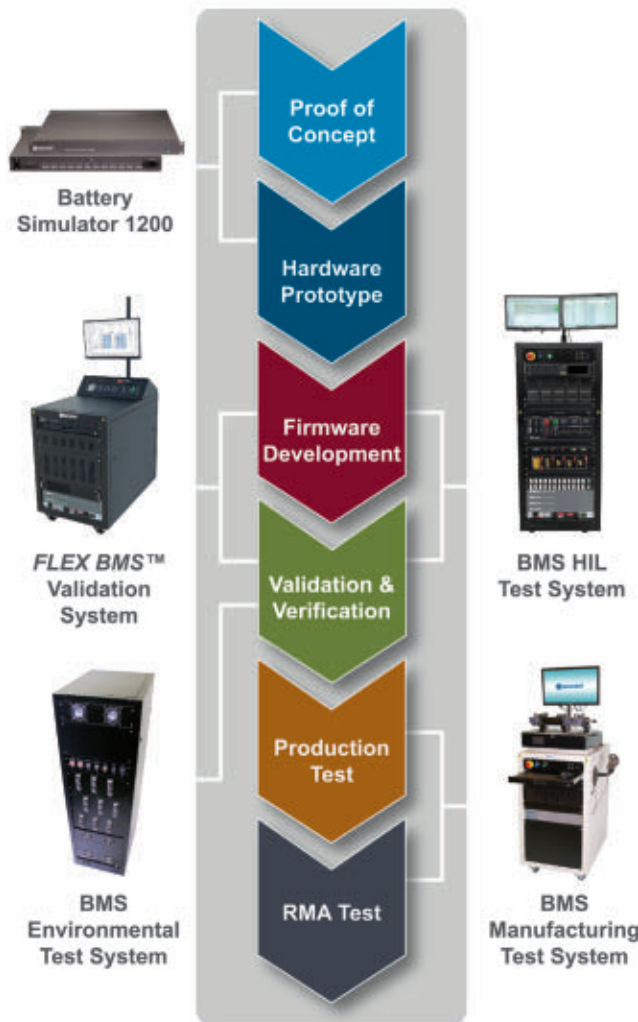 Proof of
Concept
Battery
Simulator 1200
Hardware
Prototype
Firmware
Development
FLEX BMS™
Validation
System
BMS HIL
Test System
Validation &
Verification
Production
Test
BMS
Environmental
Test System
RMA Test
BMS
Manufacturing
Test System